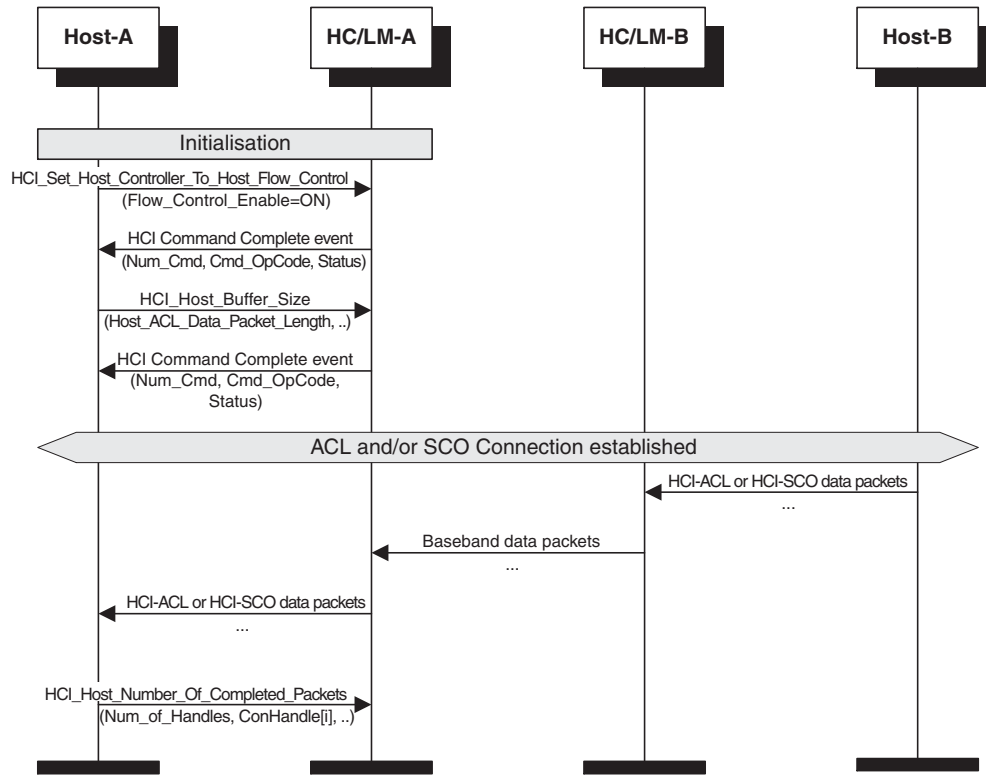 Host-A
HC/LM-A
HC/LM-B
Host-B
Initialisation
HCI_Set_Host_Controller_To_Host_Flow_Control
(Flow_Control_Enable=ON)
HCI Command Complete event
(Num_Cmd, Cmd_OpCode, Status)
HCI_Host_Buffer_Size
(Host_ACL_Data_Packet_Length, ..)
HCI Command Complete event
(Num_Cmd, Cmd_OpCode,
Status)
ACL and/or SCO Connection established
HCI-ACL or HCI-SCO data packets
...
Baseband data packets
...
HCI-ACL or HCI-SCO data packets
...
HCI_Host_Number_Of_Completed_Packets
(Num_of_Handles, ConHandle[i], ..)